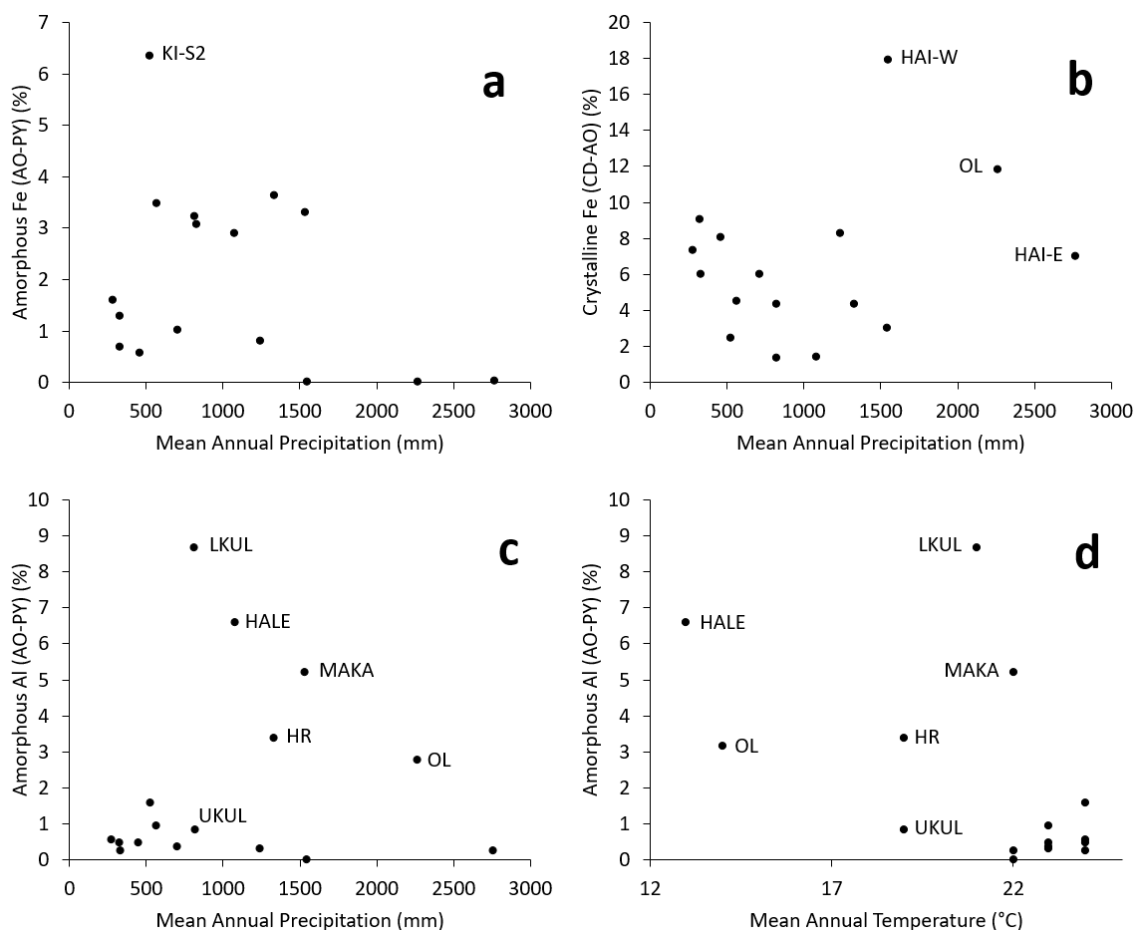 7
6
5
4
3
2
1
0
Amorphous Fe (AO-PY) (%)
KI-S2
a
0 500 1000 1500 2000 2500 3000
Mean Annual Precipitation (mm)
20
18
16
14
12
10
8
6
4
2
0
Crystalline Fe (CD-AO) (%)
HAI-W
b
OL
HAI-E
0 500 1000 1500 2000 2500 3000
Mean Annual Precipitation (mm)
10
9
8
7
6
5
4
3
2
1
0
Amorphous Al (AO-PY) (%)
LKUL
c
HALE
MAKA
HR
OL
UKUL
0 500 1000 1500 2000 2500 3000
Mean Annual Precipitation (mm)
10
9
8
7
6
5
4
3
2
1
0
Amorphous Al (AO-PY) (%)
LKUL
d
HALE
MAKA
HR
OL
UKUL
12 17 22
Mean Annual Temperature (°C)